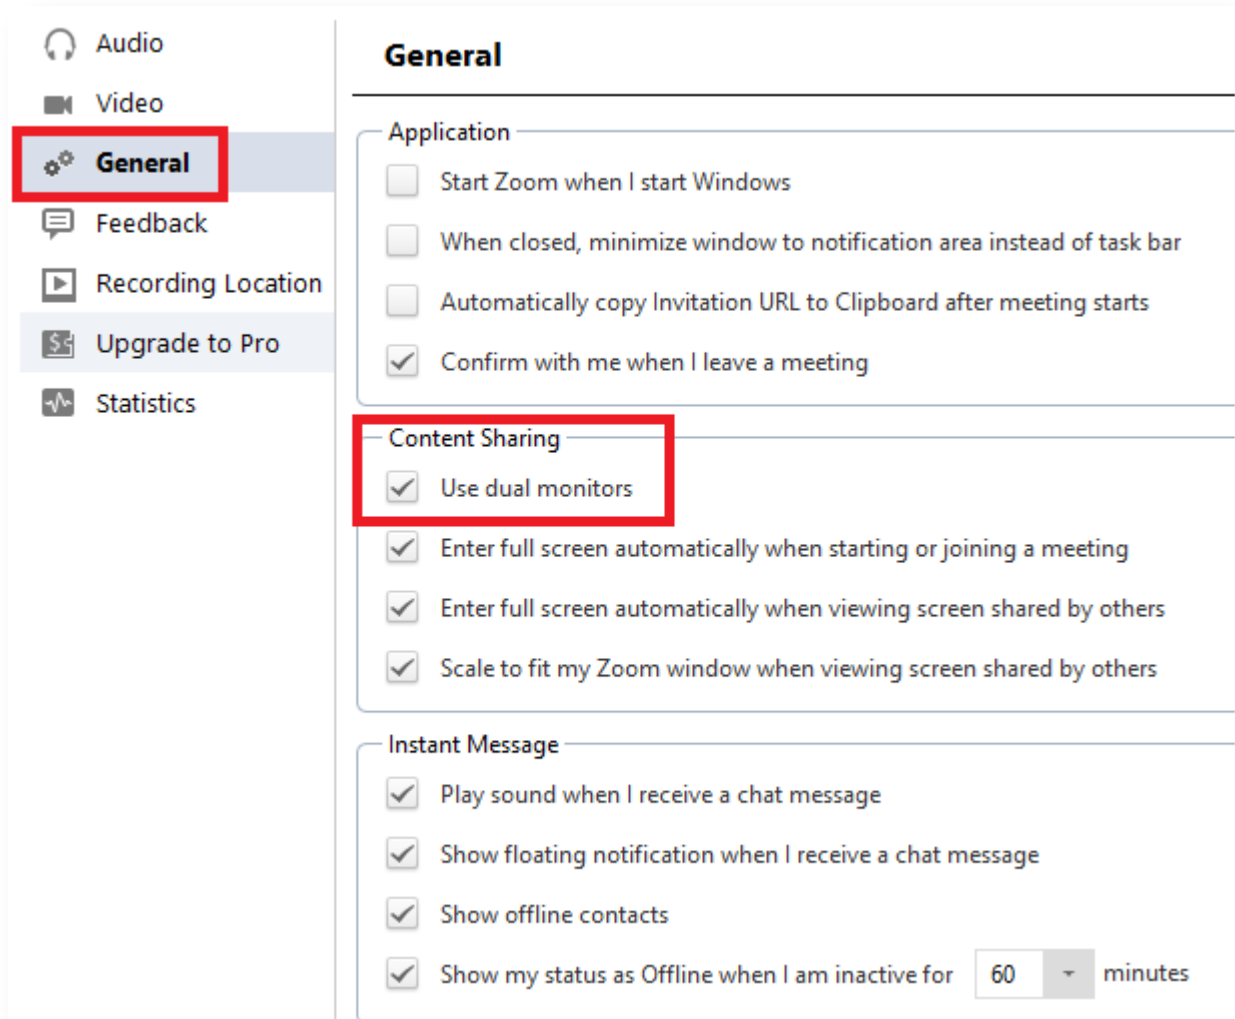 Audio
Video
General
Feedback
Recording Location
Upgrade to Pro
Statistics
General
Application
Start Zoom when I start Windows
When closed, minimize window to notification area instead of task bar
Automatically copy Invitation URL to Clipboard after meeting starts
Confirm with me when I leave a meeting
Content Sharing
Use dual monitors
Enter full screen automatically when starting or joining a meeting
Enter full screen automatically when viewing screen shared by others
Scale to fit my Zoom window when viewing screen shared by others
Instant Message
Play sound when I receive a chat message
Show floating notification when I receive a chat message
Show offline contacts
Show my status as Offline when I am inactive for 60 minutes